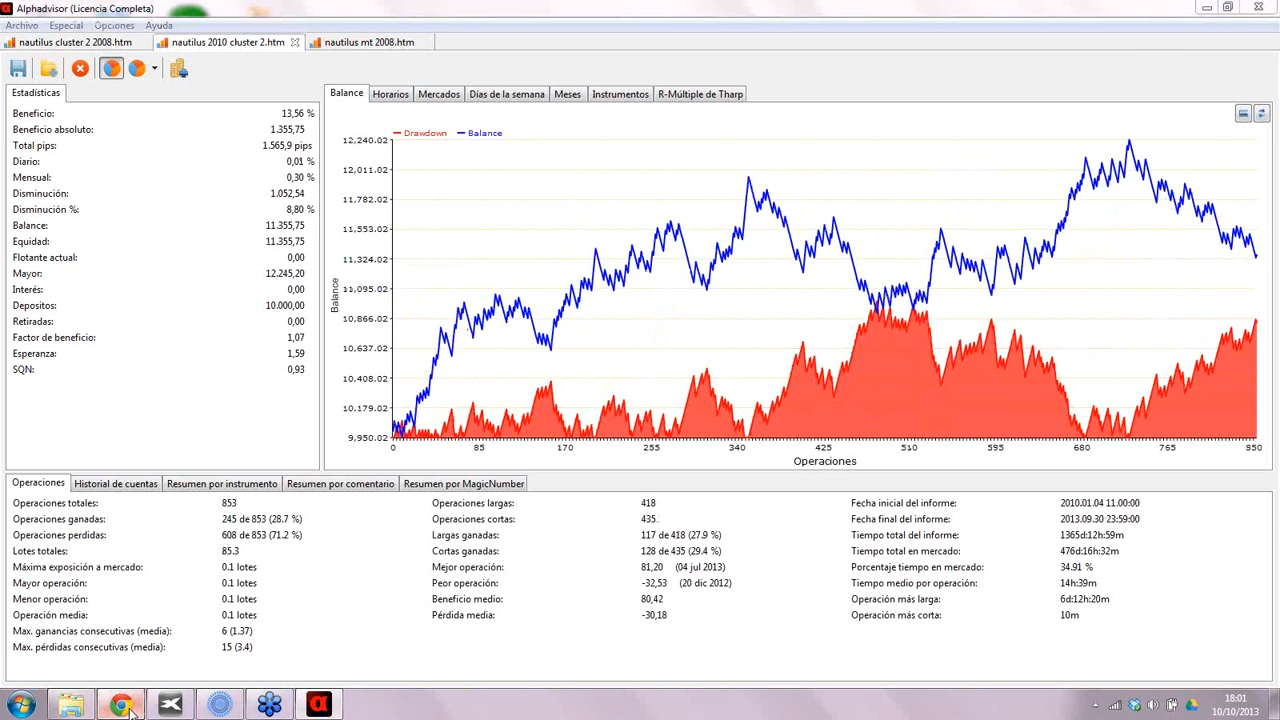 Alphadvisor (Licencia Completa)
Archivo Especial Opciones Ayuda
nautilus cluster 2 2008.htm nautilus 2010 cluster 2.htm nautilus mt 2008.htm
Estadísticas
Beneficio: 13,56 %
Beneficio absoluto: 1.355,75
Total pips: 1.565,9 pips
Diario: 0,01 %
Mensual: 0,30 %
Disminución: 1.052,54
Disminución %: 8,80 %
Balance: 11.355,75
Equidad: 11.355,75
Flotante actual: 0,00
Mayor: 12.245,20
Interés: 0,00
Depositos: 10.000,00
Retiradas: 0,00
Factor de beneficio: 1,07
Esperanza: 1,59
SQN: 0,93
Balance Horarios Mercados Días de la semana Meses Instrumentos R-Múltiple de Tharp
Drawdown Balance
12,240.02
12,011.02
11,782.02
11,553.02
11,324.02
11,095.02
10,866.02
10,637.02
10,408.02
10,179.02
9,950.02
Balance
0 85 170 255 340 425 510 595 680 765 850
Operaciones
Operaciones Historial de cuentas Resumen por instrumento Resumen por comentario Resumen por MagicNumber
Operaciones totales: 853 Operaciones largas: 418 Fecha inicial del informe: 2010.01.04 11:00:00
Operaciones ganadas: 245 de 853 (28.7 %) Operaciones cortas: 435 Fecha final del informe: 2013.09.30 23:59:00
Operaciones perdidas: 608 de 853 (71.2 %) Largas ganadas: 117 de 418 (27.9 %) Tiempo total del informe: 1365d:12h:59m
Lotes totales: 85.3 Cortas ganadas: 128 de 435 (29.4 %) Tiempo total en mercado: 476d:16h:32m
Máxima exposición a mercado: 0.1 lotes Mejor operación: 81,20 (04 jul 2013) Porcentaje tiempo en mercado: 34.91 %
Mayor operación: 0.1 lotes Peor operación: -32,53 (20 dic 2012) Tiempo medio por operación: 14h:39m
Menor operación: 0.1 lotes Beneficio medio: 80,42 Operación más larga: 6d:12h:20m
Operación media: 0.1 lotes Pérdida media: -30,18 Operación más corta: 10m
Max. ganancias consecutivas (media): 6 (1.37)
Max. pérdidas consecutivas (media): 15 (3.4)
18:01
10/10/2013